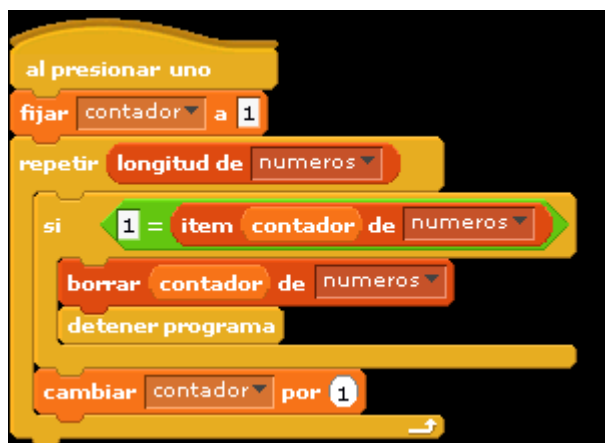 al presionar uno
fijar contador a 1
repetir longitud de numeros
si 1 = item contador de numeros
borrar contador de numeros
detener programa
cambiar contador por 1